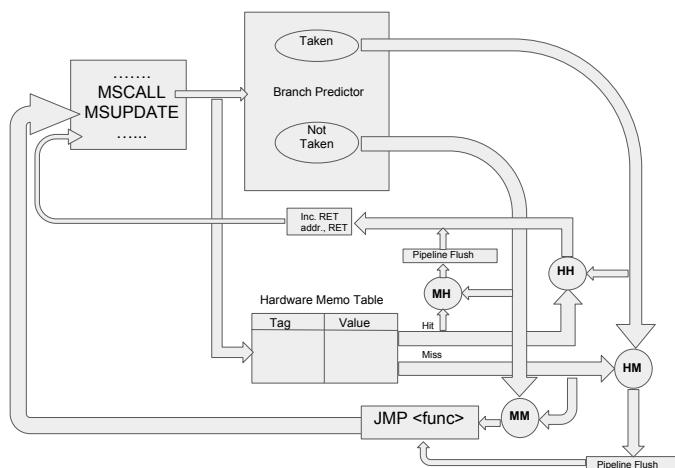 .......
MSCALL
MSUPDATE
......
Taken
Branch Predictor
Not
Taken
Inc. RET
addr., RET
Pipeline Flush
HH
MH
Hardware Memo Table
Tag
Value
Hit
Miss
HM
MM
JMP <func>
Pipeline Flush